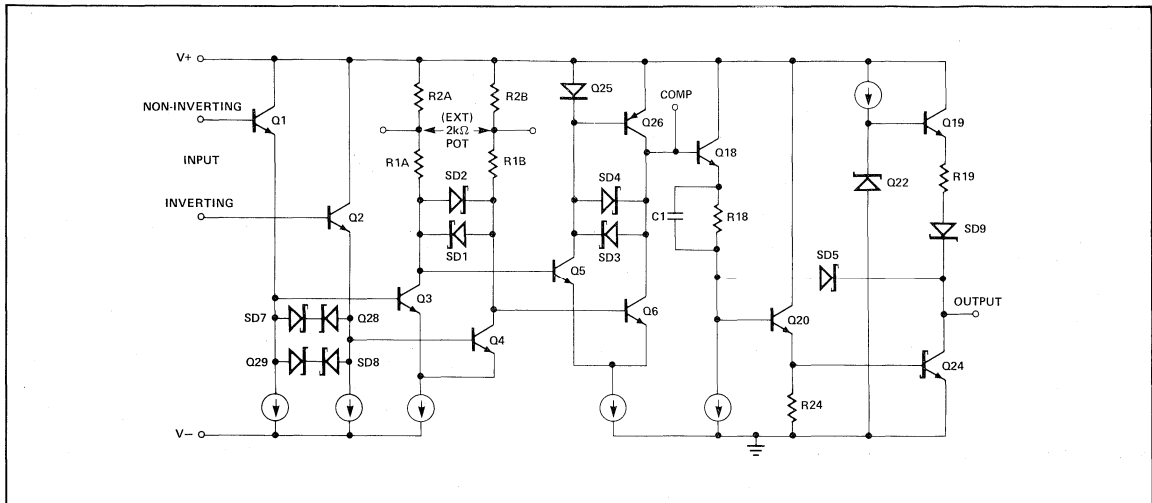 V+
NON-INVERTING
INPUT
INVERTING
V−
Q1
Q2
SD7
Q28
Q29
SD8
R2A
R2B
(EXT)
2kΩ
POT
R1A
R1B
SD2
SD1
Q3
Q4
Q25
Q26
COMP
SD4
SD3
Q5
Q6
Q18
C1
R18
Q20
R24
Q19
Q22
R19
SD9
SD5
OUTPUT
Q24